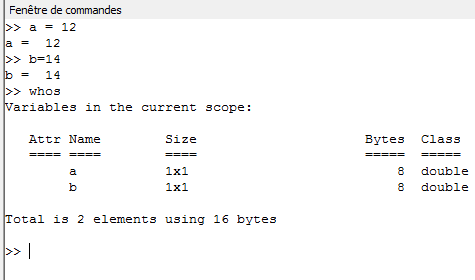 Fenêtre de commandes
>> a = 12
a =  12
>> b=14
b =  14
>> whos
Variables in the current scope:
   Attr Name        Size                     Bytes  Class
   ==== ====        ====                     =====  =====
        a           1x1                          8  double
        b           1x1                          8  double
Total is 2 elements using 16 bytes
>>